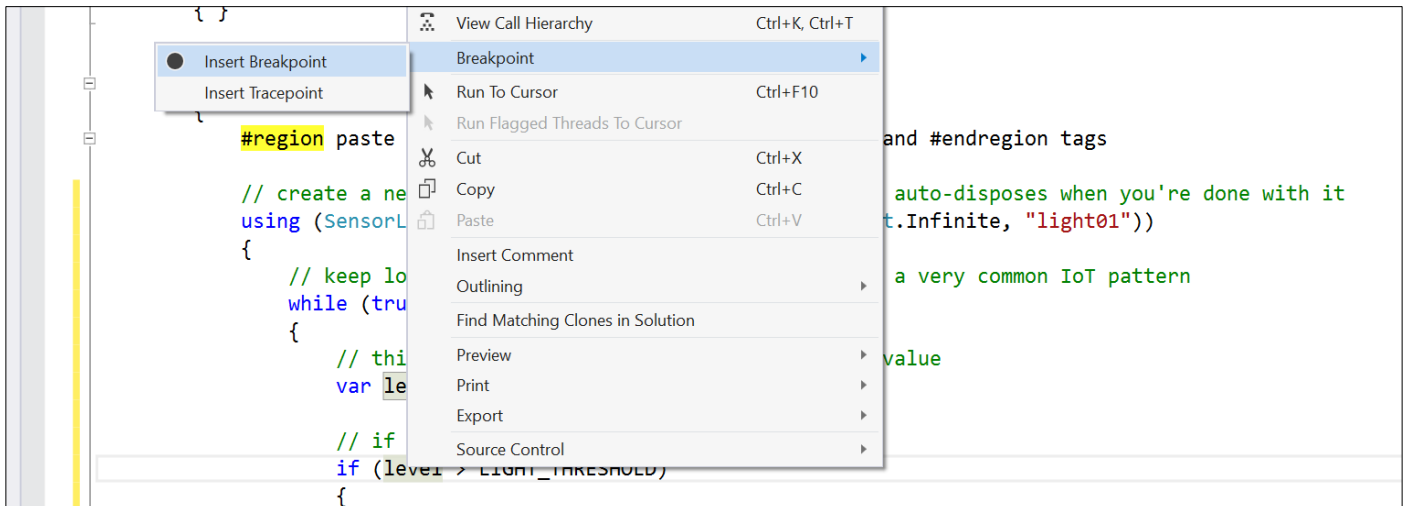 { }
View Call Hierarchy Ctrl+K, Ctrl+T
Breakpoint
Insert Breakpoint
Insert Tracepoint
Run To Cursor Ctrl+F10
Run Flagged Threads To Cursor
{
#region paste and #endregion tags
Cut Ctrl+X
Copy Ctrl+C
Paste Ctrl+V
// create a ne auto-disposes when you're done with it
using (SensorL t.Infinite, "light01"))
{
Insert Comment
// keep lo a very common IoT pattern
Outlining
while (tru
{
Find Matching Clones in Solution
Preview
// thi value
Print
var le
Export
// if
Source Control
if (level > LIGHT_THRESHOLD)
{